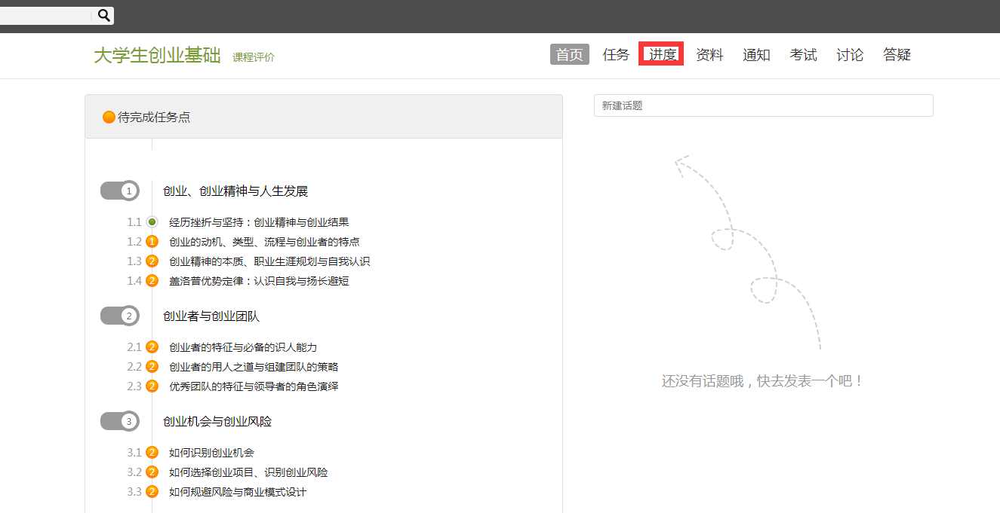 大学生创业基础 课程评价 首页 任务 进度 资料 通知 考试 讨论 答疑
待完成任务点
新建话题
1 创业、创业精神与人生发展
1.1 经历挫折与坚持：创业精神与创业结果
1.2 1 创业的动机、类型、流程与创业者的特点
1.3 2 创业精神的本质、职业生涯规划与自我认识
1.4 2 盖洛普优势定律：认识自我与扬长避短
2 创业者与创业团队
2.1 2 创业者的特征与必备的识人能力
2.2 2 创业者的用人之道与组建团队的策略
2.3 2 优秀团队的特征与领导者的角色演绎
还没有话题哦，快去发表一个吧！
3 创业机会与创业风险
3.1 2 如何识别创业机会
3.2 2 如何选择创业项目、识别创业风险
3.3 2 如何规避风险与商业模式设计